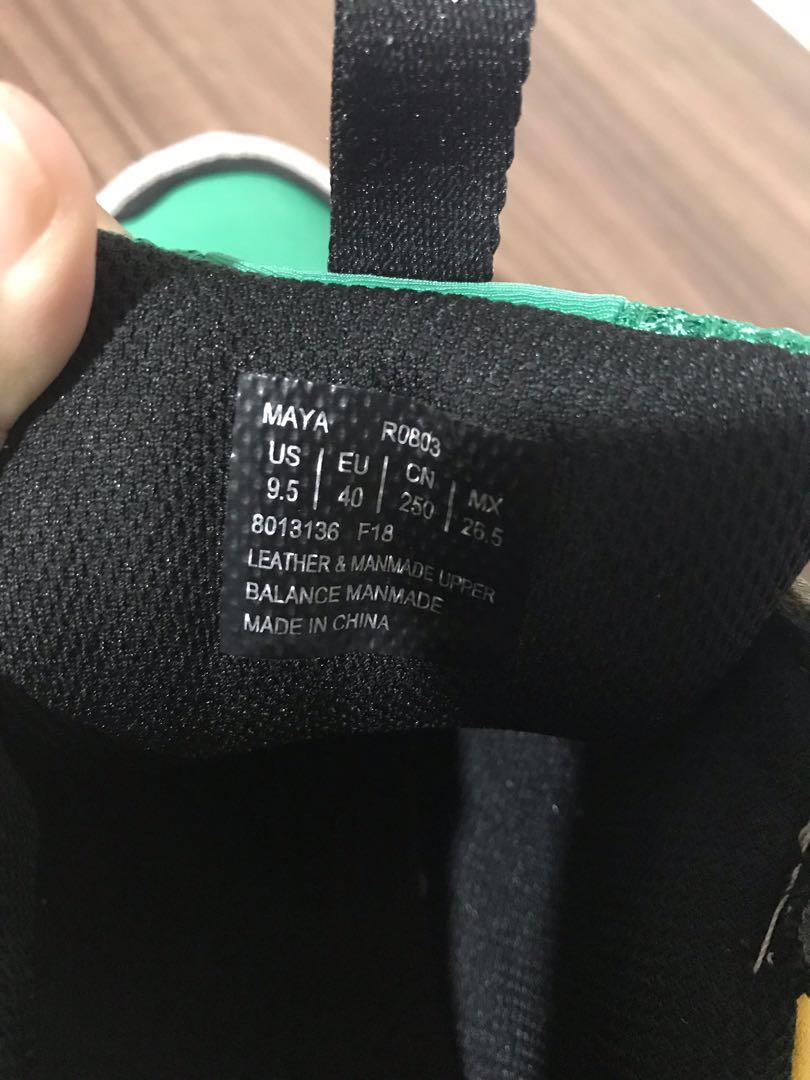 MAYA R0803
US | EU | CN | MX
9.5 | 40 | 250 | 26.5
8013136 F18
LEATHER & MANMADE UPPER
BALANCE MANMADE
MADE IN CHINA